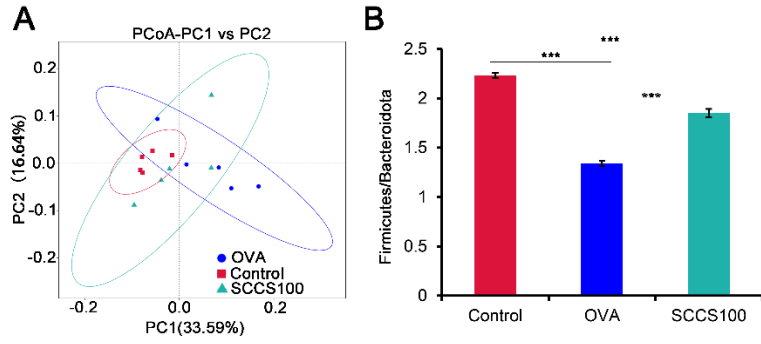 A
PCoA-PC1 vs PC2
PC2 (16.64%)
0.2
0.1
0.0
-0.1
-0.2
OVA
Control
SCCS100
-0.2
0.0
0.2
PC1(33.59%)
B
Firmicutes/Bacteroidota
2.5
2
1.5
1
0.5
0
***
***
***
Control
OVA
SCCS100